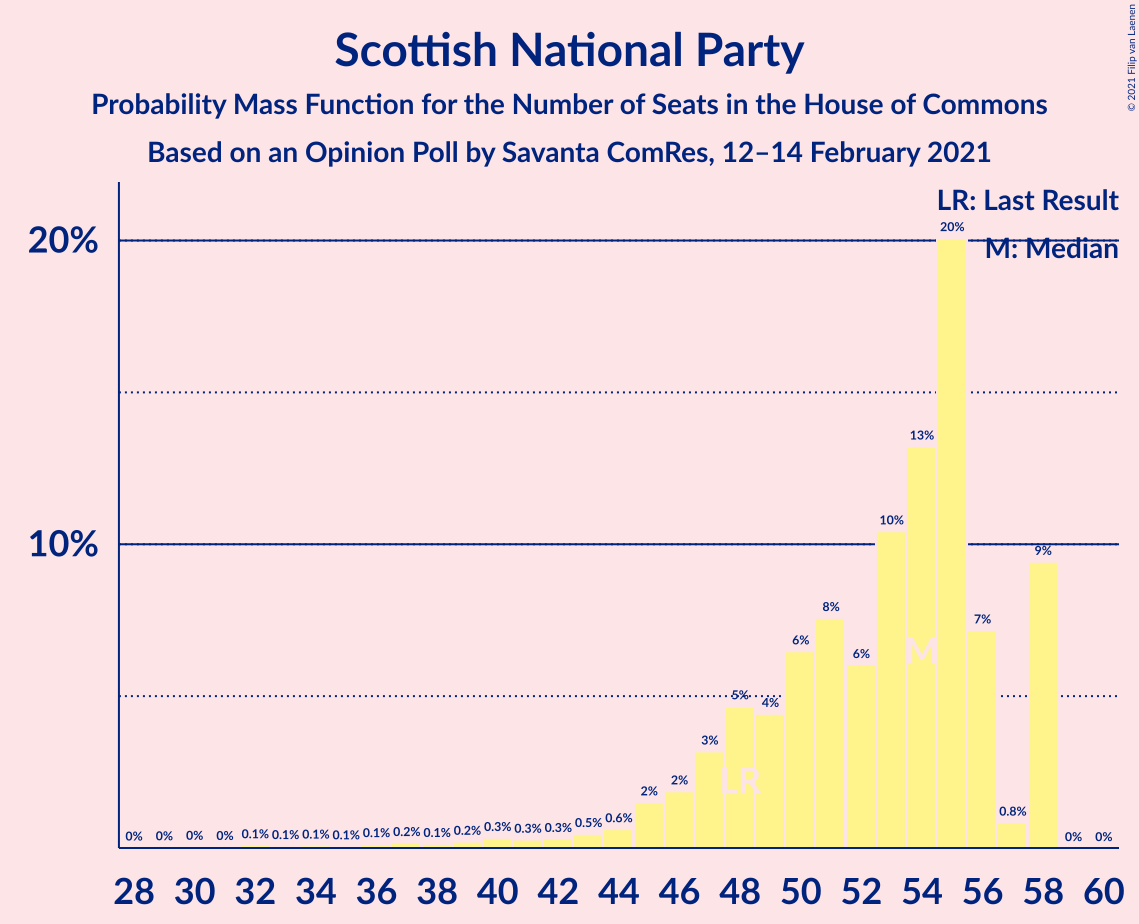 Scottish National Party
Probability Mass Function for the Number of Seats in the House of Commons
Based on an Opinion Poll by Savanta ComRes, 12–14 February 2021
© 2021 Filip van Laenen
LR: Last Result
M: Median
20%
10%
0% 0% 0% 0% 0.1% 0.1% 0.1% 0.1% 0.1% 0.2% 0.1% 0.2% 0.3% 0.3% 0.3% 0.5% 0.6% 2% 2% 3% 5% 4% 6% 8% 6% 10% 13% 20% 7% 0.8% 9% 0% 0%
M
LR
28 30 32 34 36 38 40 42 44 46 48 50 52 54 56 58 60